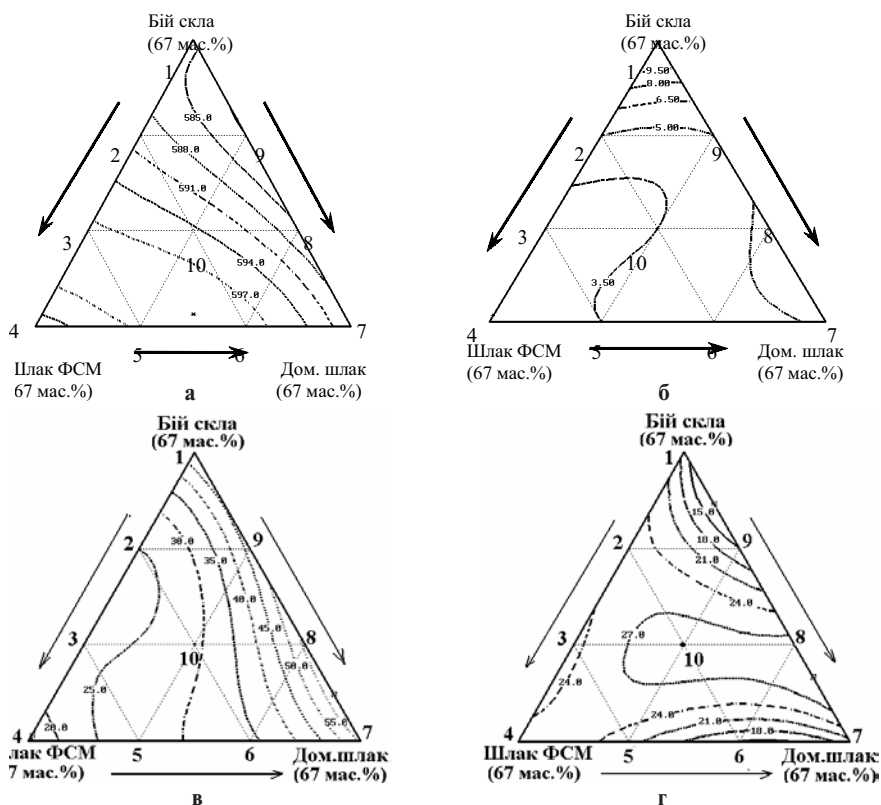 Бій скла
(67 мас.%)
1
585.0
588.0
2
9
591.0
3
8
594.0
10
597.0
4
5
6
7
Шлак ФСМ
67 мас.%)
Дом. шлак
(67 мас.%)
а
Бій скла
(67 мас.%)
1
9.50
8.00
6.50
5.00
2
9
3
8
10
3.50
4
5
6
7
Шлак ФСМ
(67 мас.%)
Дом. шлак
(67 мас.%)
б
Бій скла
(67 мас.%)
1
30.0
2
9
35.0
40.0
45.0
3
8
10
50.0
25.0
55.0
20.0
4
5
6
7
лак ФСМ
7 мас.%)
Дом.шлак
(67 мас.%)
в
Бій скла
(67 мас.%)
1
15.0
18.0
2
9
21.0
24.0
27.0
3
8
10
24.0
24.0
21.0
18.0
4
5
6
7
Шлак ФСМ
(67 мас.%)
Дом.шлак
(67 мас.%)
г